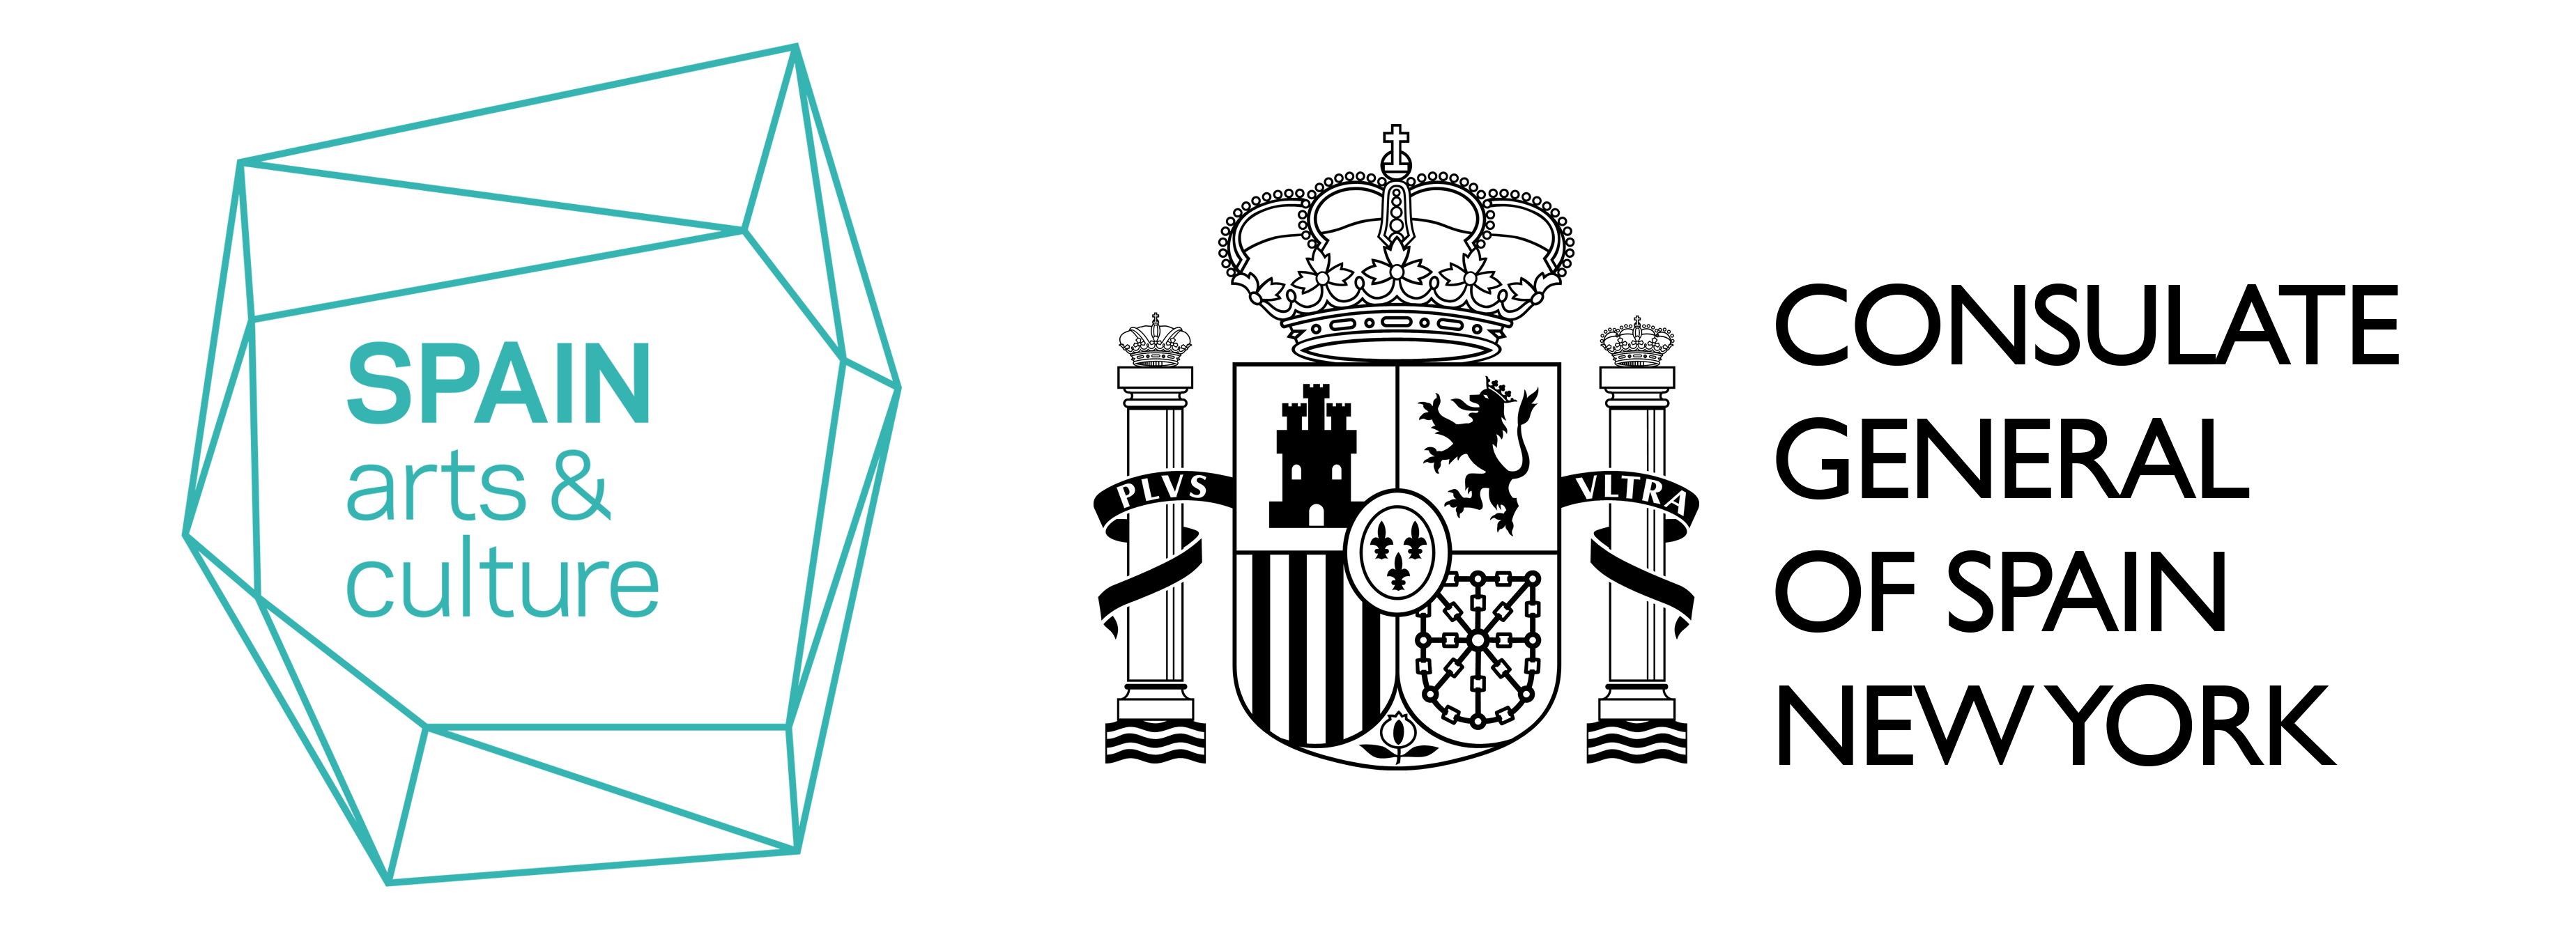 SPAIN
arts &
culture
PLVS
VLTRA
CONSULATE
GENERAL
OF SPAIN
NEW YORK